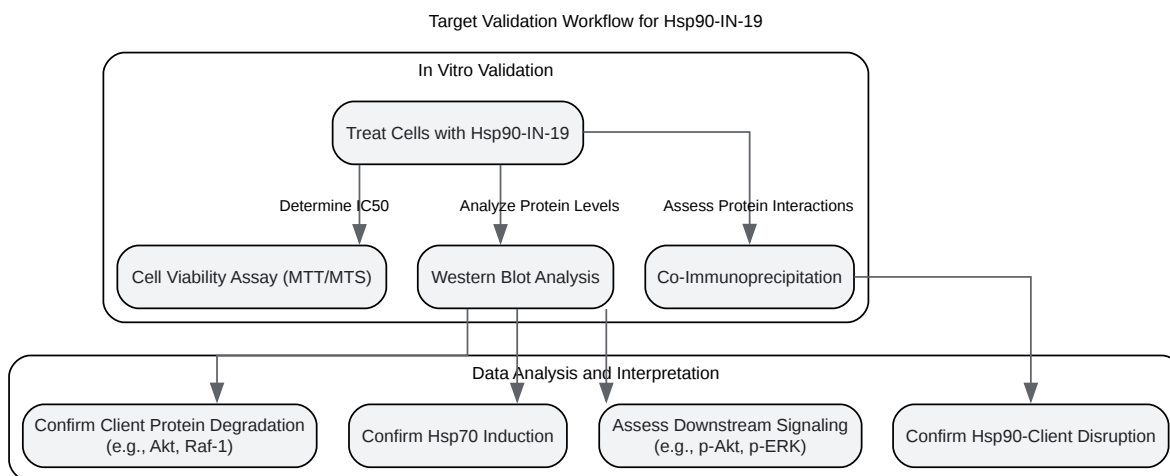 Target Validation Workflow for Hsp90-IN-19
In Vitro Validation
Treat Cells with Hsp90-IN-19
Determine IC50
Analyze Protein Levels
Assess Protein Interactions
Cell Viability Assay (MTT/MTS)
Western Blot Analysis
Co-Immunoprecipitation
Data Analysis and Interpretation
Confirm Client Protein Degradation
(e.g., Akt, Raf-1)
Confirm Hsp70 Induction
Assess Downstream Signaling
(e.g., p-Akt, p-ERK)
Confirm Hsp90-Client Disruption